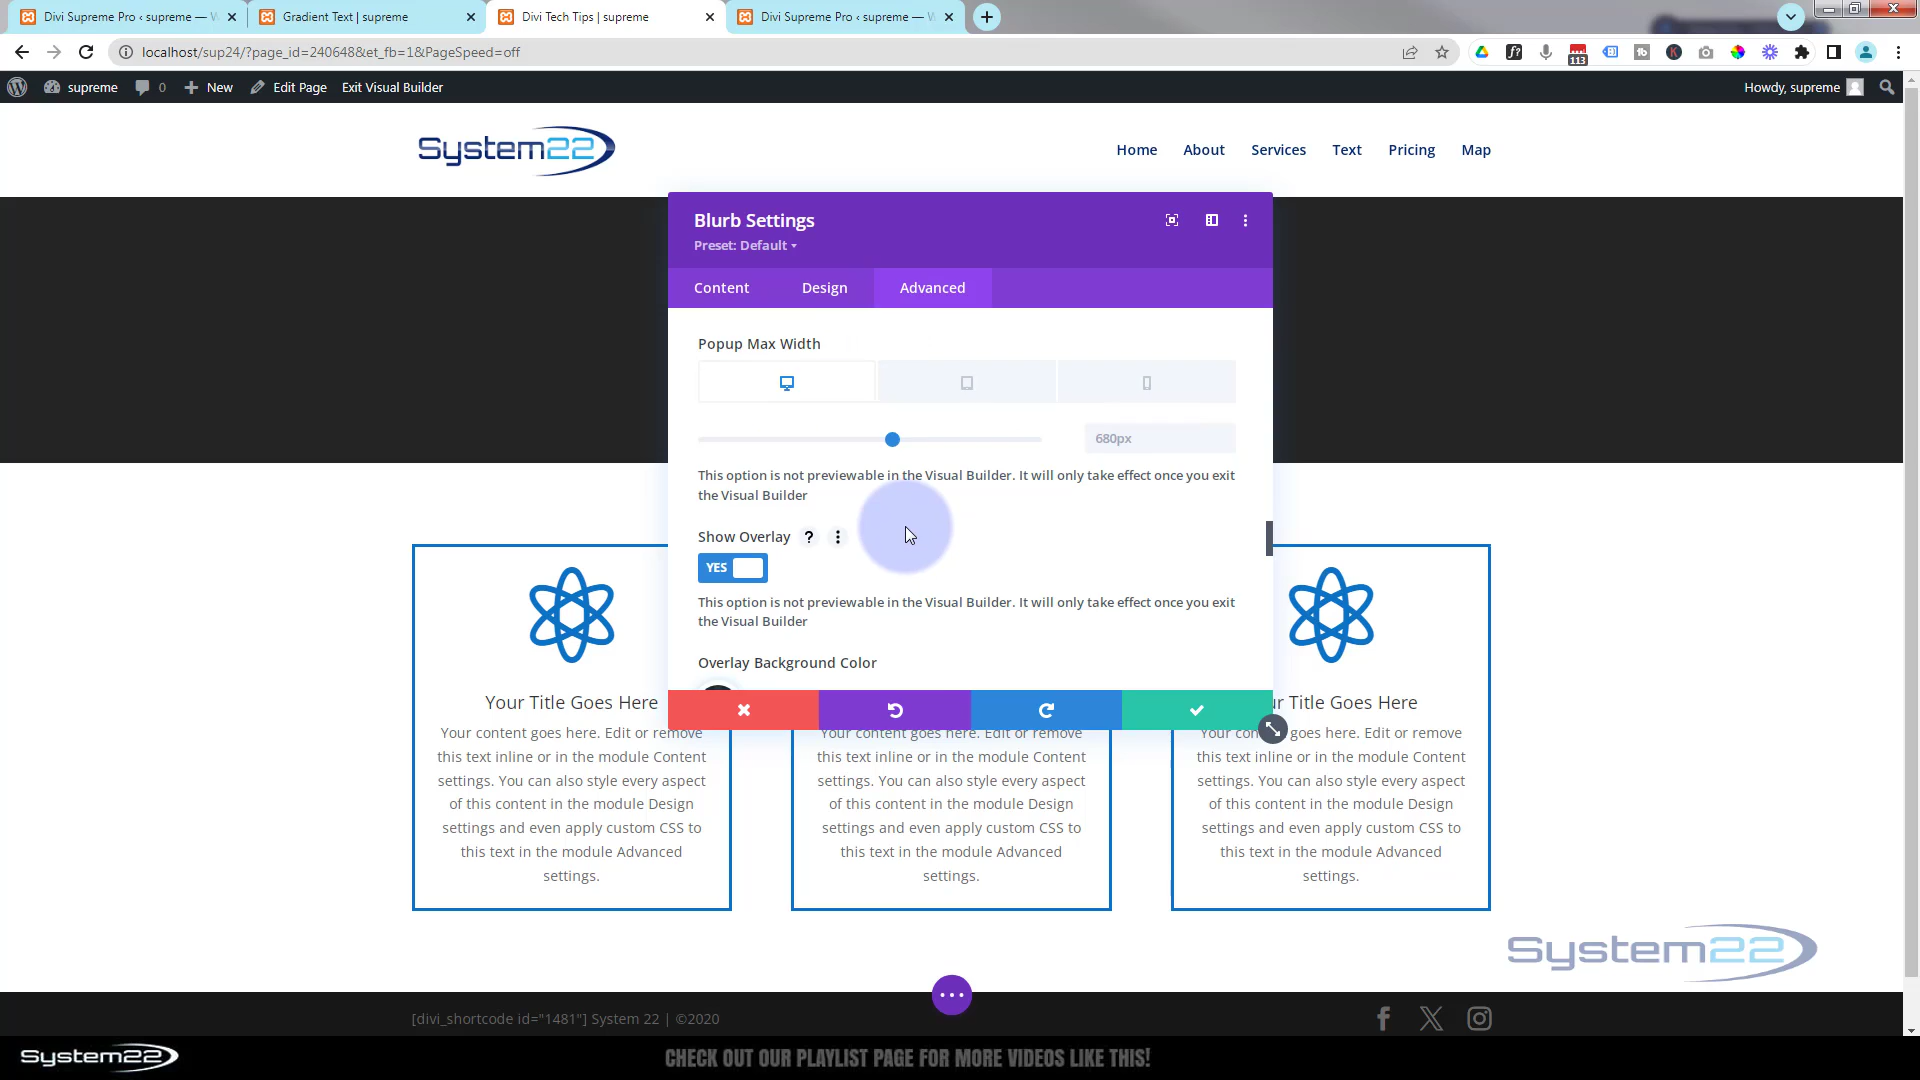 Divi Supreme Pro ‹ supreme — W
Gradient Text | supreme
Divi Tech Tips | supreme
Divi Supreme Pro ‹ supreme — W
localhost/sup24/?page_id=240648&et_fb=1&PageSpeed=off
113
supreme
0
New
Edit Page
Exit Visual Builder
Howdy, supreme
System22
Home
About
Services
Text
Pricing
Map
Blurb Settings
Preset: Default
Content
Design
Advanced
Popup Max Width
680px
This option is not previewable in the Visual Builder. It will only take effect once you exit
the Visual Builder
Show Overlay ?
YES
This option is not previewable in the Visual Builder. It will only take effect once you exit
the Visual Builder
Overlay Background Color
Your Title Goes Here
Your content goes here. Edit or remove
this text inline or in the module Content
settings. You can also style every aspect
of this content in the module Design
settings and even apply custom CSS to
this text in the module Advanced
settings.
Your content goes here. Edit or remove
this text inline or in the module Content
settings. You can also style every aspect
of this content in the module Design
settings and even apply custom CSS to
this text in the module Advanced
settings.
ur Title Goes Here
Your con goes here. Edit or remove
this text inline or in the module Content
settings. You can also style every aspect
of this content in the module Design
settings and even apply custom CSS to
this text in the module Advanced
settings.
System22
[divi_shortcode id="1481"] System 22 | ©2020
System22
CHECK OUT OUR PLAYLIST PAGE FOR MORE VIDEOS LIKE THIS!